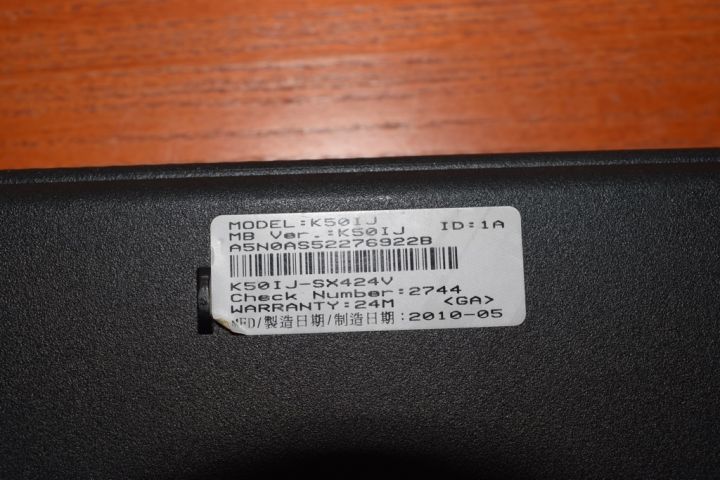 MODEL:K50IJ ID:1A
MB Ver.:K50IJ
A5N0AS52276922B
K50IJ-SX424V
Check Number:2744
WARRANTY:24M <GA>
MFD/製造日期/制造日期:2010-05